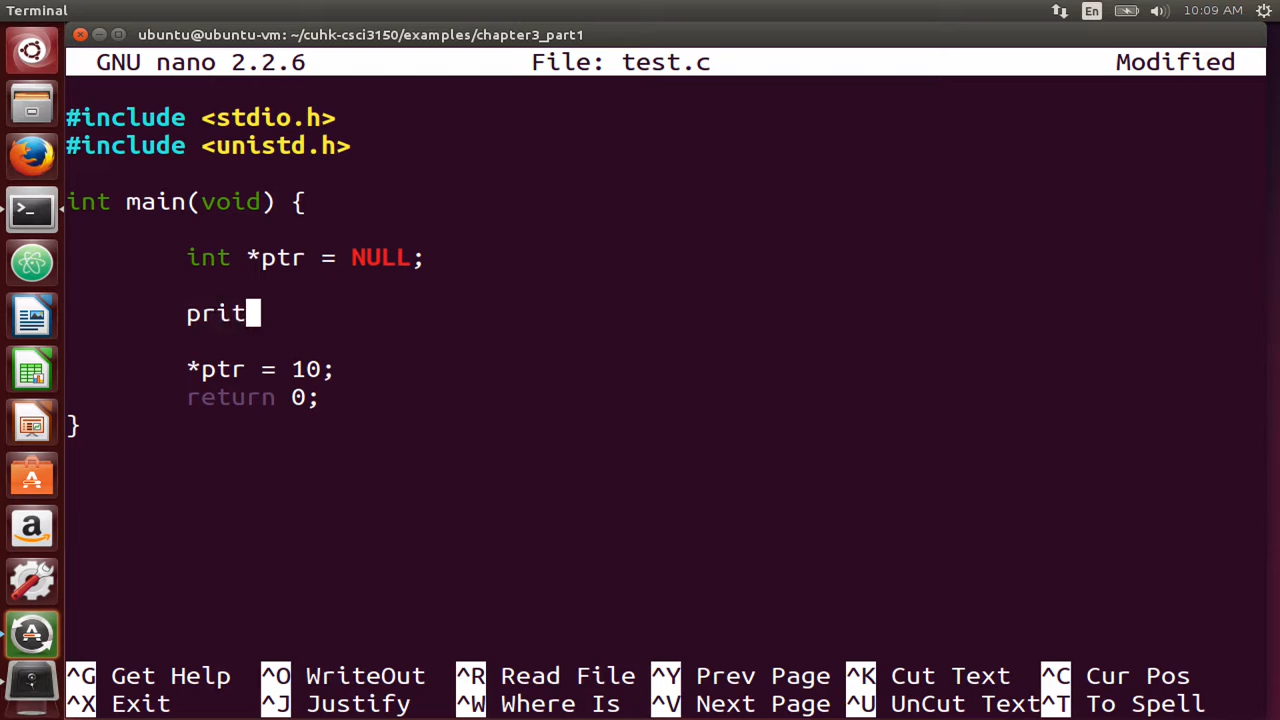 Terminal
En
10:09 AM
ubuntu@ubuntu-vm: ~/cuhk-csci3150/examples/chapter3_part1
GNU nano 2.2.6 File: test.c Modified
#include <stdio.h>
#include <unistd.h>
int main(void) {
int *ptr = NULL;
prit
*ptr = 10;
return 0;
}
^G Get Help ^O WriteOut ^R Read File ^Y Prev Page ^K Cut Text ^C Cur Pos
^X Exit ^J Justify ^W Where Is ^V Next Page ^U UnCut Text ^T To Spell